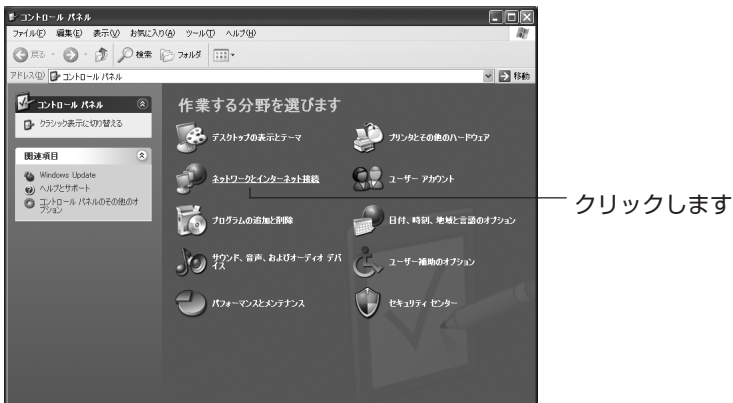 コントロール パネル
ファイル(F) 編集(E) 表示(V) お気に入り(A) ツール(T) ヘルプ(H)
戻る 検索 フォルダ
アドレス(D) コントロール パネル 移動
コントロール パネル
クラシック表示に切り替える
関連項目
Windows Update
ヘルプとサポート
コントロール パネルのその他のオ
プション
作業する分野を選びます
デスクトップの表示とテーマ
プリンタとその他のハードウェア
ネットワークとインターネット接続
ユーザー アカウント
クリックします
プログラムの追加と削除
日付、時刻、地域と言語のオプション
サウンド、音声、およびオーディオ デバ
イス
ユーザー補助のオプション
パフォーマンスとメンテナンス
セキュリティ センター